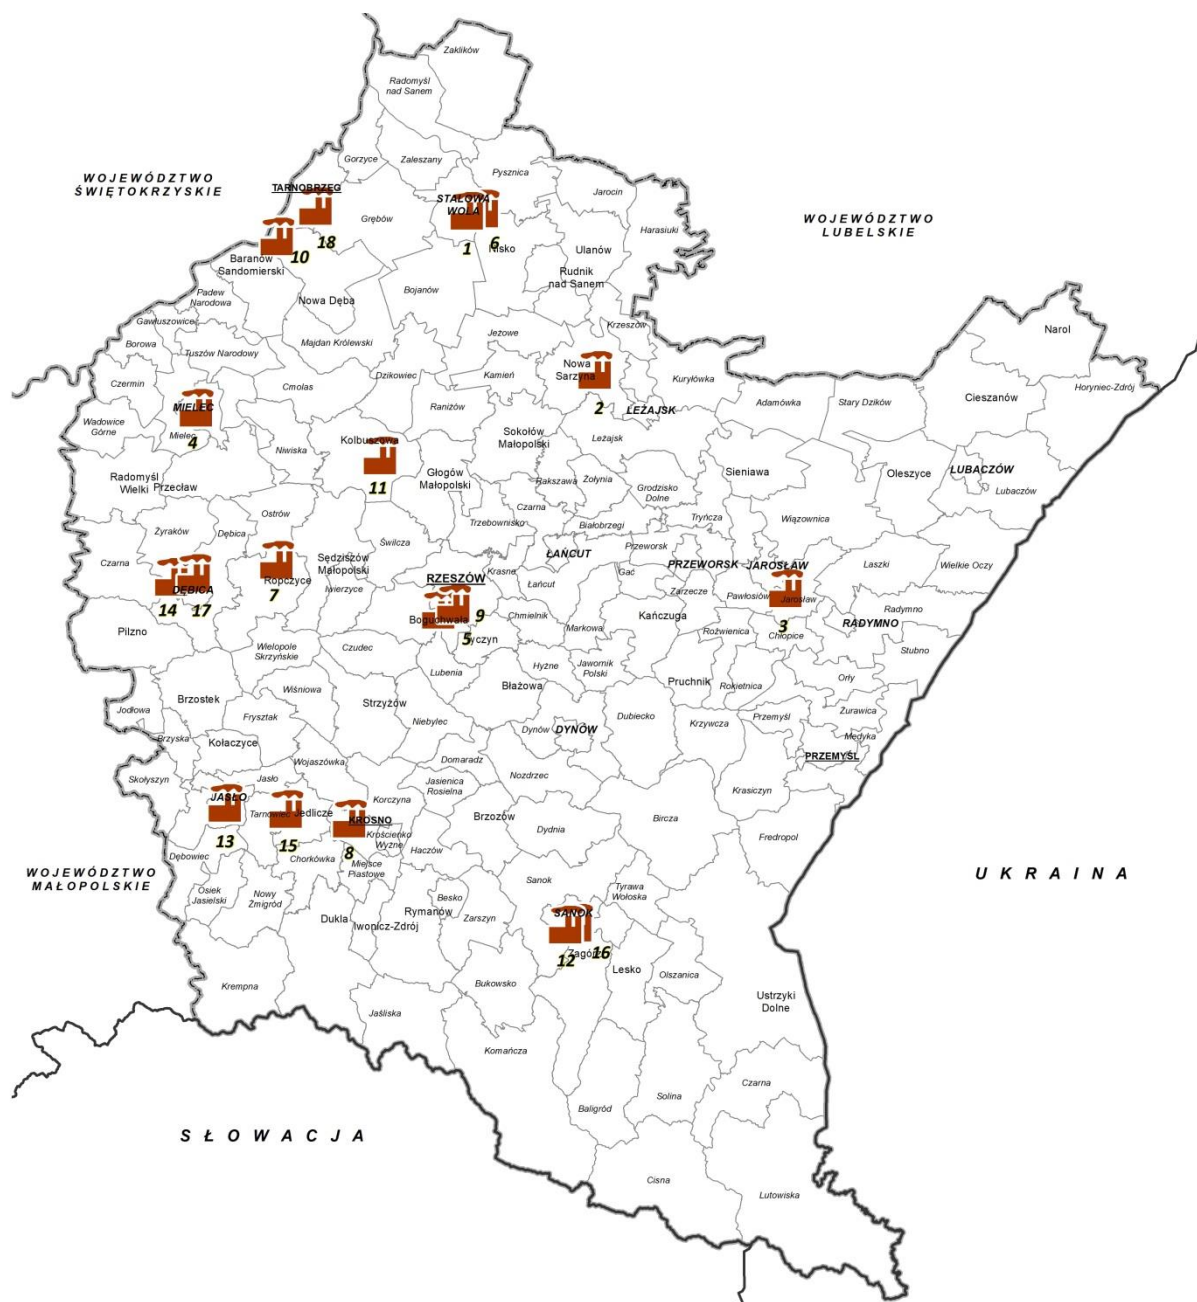 Zaklików
Radomyśl
nad Sanem
Gorzyce
Zaleszany
Pysznica
WOJEWÓDZTWO
ŚWIĘTOKRZYSKIE
TARNOBRZEG
STALOWA
WOLA
Jarocin
Grębów
18
10
1
6
Nisko
Ulanów
Harasiuki
WOJEWÓDZTWO
LUBELSKIE
Baranów
Sandomierski
Rudnik
nad Sanem
Padew
Narodowa
Nowa Dęba
Bojanów
Gawłuszowice
Borowa
Tuszów Narodowy
Majdan Królewski
Jeżowe
Krzeszów
Narol
Czermin
Cmolas
Dzikowiec
Kamień
Nowa
Sarzyna
Kuryłówka
Horyniec-Zdrój
MIELEC
Wadowice
Górne
Mielec
4
Raniżów
2
LEŻAJSK
Adamówka
Stary Dzików
Cieszanów
Niwiska
Kolbuszowa
Sokołów
Małopolski
Leżajsk
Radomyśl
Wielki
Przecław
11
Głogów
Małopolski
Rakszawa
Żołynia
Grodzisko
Dolne
Sieniawa
Oleszyce
LUBACZÓW
Lubaczów
Ostrów
Czarna
Żyraków
Dębica
Trzebownisko
Białobrzegi
Tryńcza
Wiązownica
Czarna
Świlcza
Sędziszów
Małopolski
ŁAŃCUT
Przeworsk
PRZEWORSK
JAROSŁAW
Laszki
Wielkie Oczy
Ropczyce
7
Iwierzyce
RZESZÓW
Krasne
Łańcut
Gać
Zarzecze
Pawłosiów
Jarosław
DĘBICA
14
17
Boguchwała
9
5
Tyczyn
Chmielnik
Markowa
Kańczuga
3
Radymno
RADYMNO
Pilzno
Roźwienica
Chłopice
Stubno
Wielopole
Skrzyńskie
Czudec
Lubenia
Hyżne
Jawornik
Polski
Pruchnik
Rokietnica
Orły
Brzostek
Wiśniowa
Strzyżów
Błażowa
Jodłowa
Frysztak
Niebylec
Dynów
DYNÓW
Dubiecko
Krzywcza
Przemyśl
Żurawica
Medyka
PRZEMYŚL
Brzyska
Kołaczyce
Skołyszyn
Wojaszówka
Domaradz
Jasło
Jasienica
Rosielna
Nozdrzec
Krasiczyn
JASŁO
Tarnowiec
Jedlicze
Korczyna
KROSNO
Brzozów
Dydnia
Bircza
Fredropol
13
15
8
Krościenko
Wyżne
Haczów
Dębowiec
Chorkówka
Miejsce
Piastowe
WOJEWÓDZTWO
MAŁOPOLSKIE
Osiek
Jasielski
Nowy
Żmigród
Sanok
Tyrawa
Wołoska
UKRAINA
Dukla
Iwonicz-Zdrój
Rymanów
Besko
Zarszyn
SANOK
12
Zagórz
16
Lesko
Olszanica
Krempna
Bukowsko
Ustrzyki
Dolne
Jaśliska
Komańcza
Czarna
Baligród
Solina
SŁOWACJA
Cisna
Lutowiska